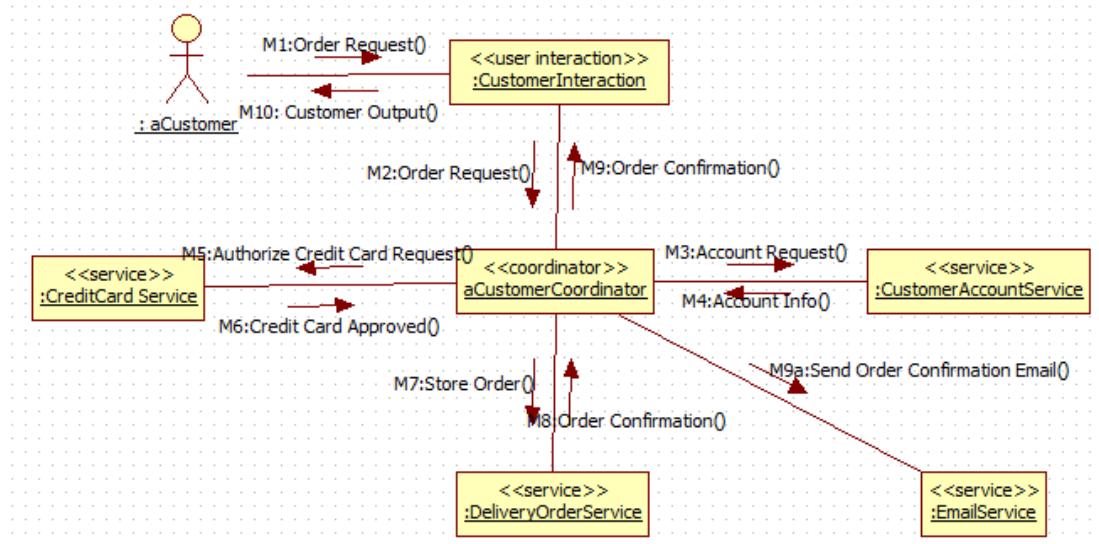 M1:Order Request()
<<user interaction>>
:CustomerInteraction
M10: Customer Output()
: aCustomer
M2:Order Request()
M9:Order Confirmation()
M5:Authorize Credit Card Request()
M3:Account Request()
<<service>>
:CreditCard Service
<<coordinator>>
aCustomerCoordinator
<<service>>
:CustomerAccountService
M4:Account Info()
M6:Credit Card Approved()
M7:Store Order()
M9a:Send Order Confirmation Email()
M8:Order Confirmation()
<<service>>
:DeliveryOrderService
<<service>>
:EmailService